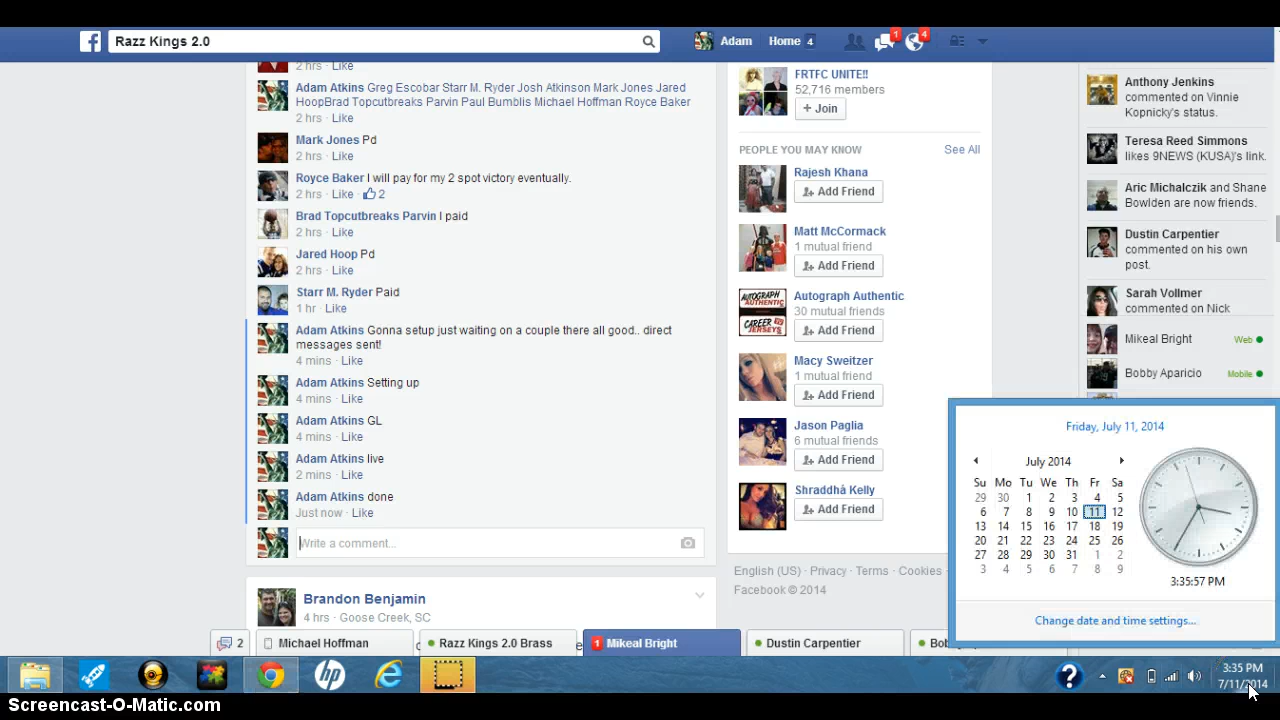 Razz Kings 2.0
Adam
Home 4
1
4
2 hrs · Like
Adam Atkins Greg Escobar Starr M. Ryder Josh Atkinson Mark Jones Jared
HoopBrad Topcutbreaks Parvin Paul Bumblis Michael Hoffman Royce Baker
2 hrs · Like
Mark Jones Pd
2 hrs · Like
Royce Baker I will pay for my 2 spot victory eventually.
2 hrs · Like · 2
Brad Topcutbreaks Parvin I paid
2 hrs · Like
Jared Hoop Pd
2 hrs · Like
Starr M. Ryder Paid
1 hr · Like
Adam Atkins Gonna setup just waiting on a couple there all good.. direct
messages sent!
4 mins · Like
Adam Atkins Setting up
4 mins · Like
Adam Atkins GL
4 mins · Like
Adam Atkins live
2 mins · Like
Adam Atkins done
Just now · Like
Write a comment...
Brandon Benjamin
4 hrs · Goose Creek, SC
FRTFC UNITE!!
52,716 members
+ Join
PEOPLE YOU MAY KNOW
See All
Rajesh Khana
Add Friend
Matt McCormack
1 mutual friend
Add Friend
AUTOGRAPH
AUTHENTIC
CAREER
JERSEYS
Autograph Authentic
30 mutual friends
Add Friend
Macy Sweitzer
1 mutual friend
Add Friend
Jason Paglia
6 mutual friends
Add Friend
Shraddhâ Kelly
Add Friend
English (US) · Privacy · Terms · Cookies ·
Facebook © 2014
Anthony Jenkins
commented on Vinnie
Kopnicky's status.
Teresa Reed Simmons
likes 9NEWS (KUSA)'s link.
Aric Michalczik and Shane
Bowlden are now friends.
Dustin Carpentier
commented on his own
post.
Sarah Vollmer
commented on Nick
Mikeal Bright
Web
Bobby Aparicio
Mobile
Friday, July 11, 2014
July 2014
Su Mo Tu We Th Fr Sa
29 30 1 2 3 4 5
6 7 8 9 10 11 12
13 14 15 16 17 18 19
20 21 22 23 24 25 26
27 28 29 30 31 1 2
3 4 5 6 7 8 9
3:35:57 PM
Change date and time settings...
2
Michael Hoffman
Razz Kings 2.0 Brass
1 Mikeal Bright
Dustin Carpentier
hp
?
3:35 PM
7/11/2014
Screencast-O-Matic.com